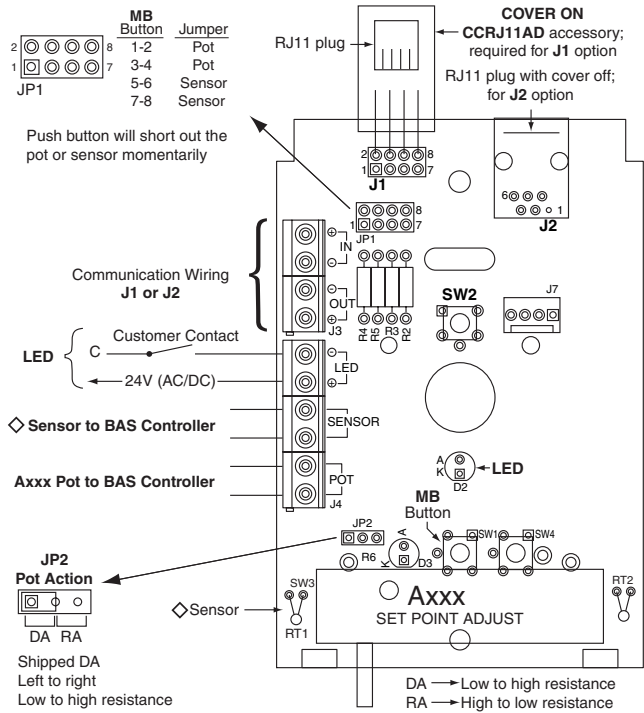 MB
Button Jumper
1-2 Pot
3-4 Pot
5-6 Sensor
7-8 Sensor
2 8
1 7
JP1
Push button will short out the
pot or sensor momentarily
RJ11 plug
COVER ON
CCRJ11AD accessory;
required for J1 option
RJ11 plug with cover off;
for J2 option
2 8
1 7
J1
6
1
J2
8
1 7
JP1
Communication Wiring
J1 or J2
+
-
IN
-
+
OUT
J3
R4 R5 R3 R2
SW2
J7
LED
C
Customer Contact
24V (AC/DC)
-
+
LED
◇ Sensor to BAS Controller
SENSOR
Axxx Pot to BAS Controller
POT
J4
A
K
D2
LED
MB
Button
SW1
SW4
JP2
R6
A
K
D3
JP2
Pot Action
DA RA
Shipped DA
Left to right
Low to high resistance
◇ Sensor
SW3
RT1
RT2
Axxx
SET POINT ADJUST
DA → Low to high resistance
RA → High to low resistance